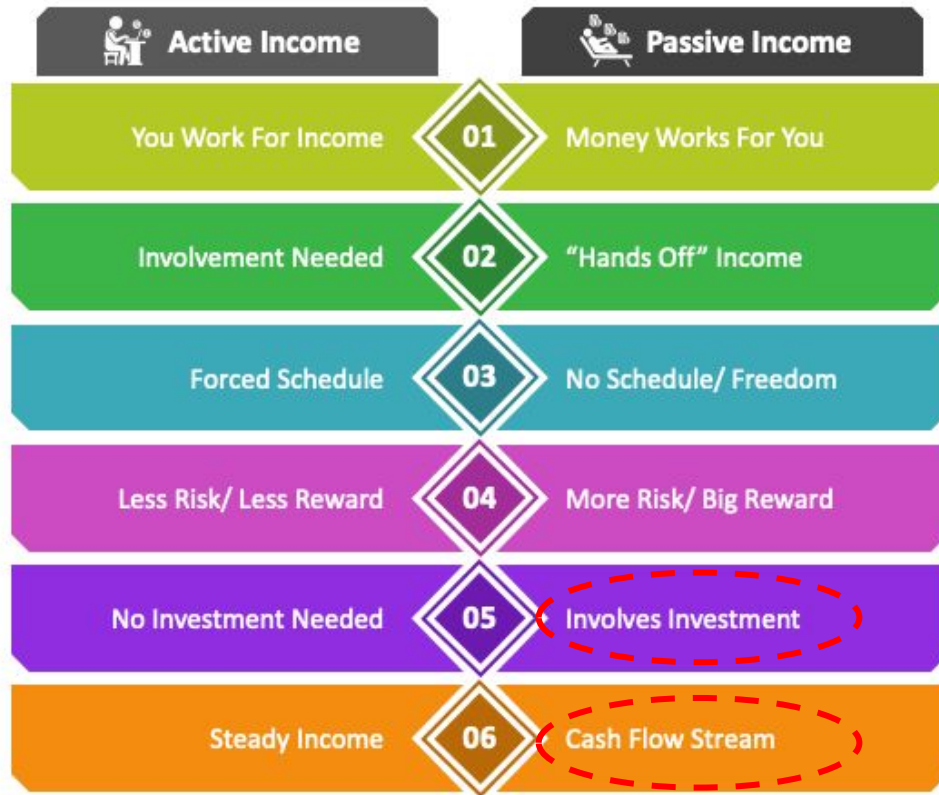 Active Income
Passive Income
You Work For Income
01
Money Works For You
Involvement Needed
02
“Hands Off” Income
Forced Schedule
03
No Schedule/ Freedom
Less Risk/ Less Reward
04
More Risk/ Big Reward
No Investment Needed
05
Involves Investment
Steady Income
06
Cash Flow Stream